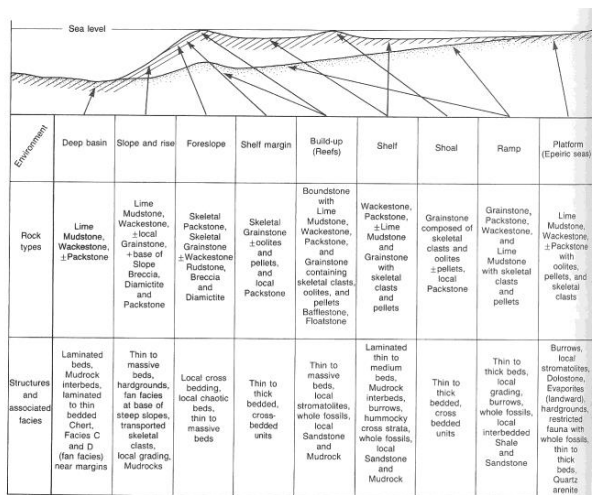 Sea level
Environment
Deep basin
Slope and rise
Foreslope
Shelf margin
Build-up
(Reefs)
Shelf
Shoal
Ramp
Platform
(Epeiric seas)
Rock
types
Lime
Mudstone,
Wackestone,
±Packstone
Lime
Mudstone,
Wackestone,
±local
Grainstone,
+base of
Slope
Breccia,
Diamictite
and
Packstone
Skeletal
Packstone,
Skeletal
Grainstone
±Wackestone
Rudstone,
Breccia
and
Diamictite
Skeletal
Grainstone
±oolites
and
pellets,
and
local
Packstone
Boundstone
with
Lime
Mudstone,
Wackestone,
Packstone,
and
Grainstone
containing
skeletal clasts,
oolites, and
pellets
Bafflestone,
Floatstone
Wackestone,
Packstone,
±Lime
Mudstone
and
Grainstone
with
skeletal
clasts
and
pellets
Grainstone
composed of
skeletal
clasts and
oolites
±pellets,
local
Packstone
Grainstone,
Packstone,
Wackestone,
and
Lime
Mudstone
with skeletal
clasts
and
pellets
Lime
Mudstone,
Wackestone,
±Packstone
with
oolites,
pellets, and
skeletal
clasts
Structures
and
associated
facies
Laminated
beds,
Mudrock
interbeds,
laminated
to thin
bedded
Chert,
Facies C
and D
(fan facies)
near margins
Thin to
massive
beds,
hardgrounds,
fan facies
at base of
steep slopes,
transported
skeletal
clasts,
local grading,
Mudrocks
Local cross
bedding,
local chaotic
beds,
thin to
massive
beds
Thin to
thick
bedded,
cross-
bedded
units
Thin to
massive
beds,
local
stromatolites,
whole fossils,
local
Sandstone
and
Mudrock
Laminated
thin to
medium
beds,
Mudrock
interbeds,
burrows,
hummocky
cross strata,
whole fossils,
local
Sandstone
and
Mudrock
Thin to
thick
bedded,
cross
bedded
units
Thin to
thick beds,
local
grading,
burrows,
whole fossils,
local
interbedded
Shale
and
Sandstone
Burrows,
local
stromatolites,
Dolostone,
Evaporites
(landward).
hardgrounds,
restricted
fauna with
whole fossils,
thin to
thick
beds,
Quartz
arenite